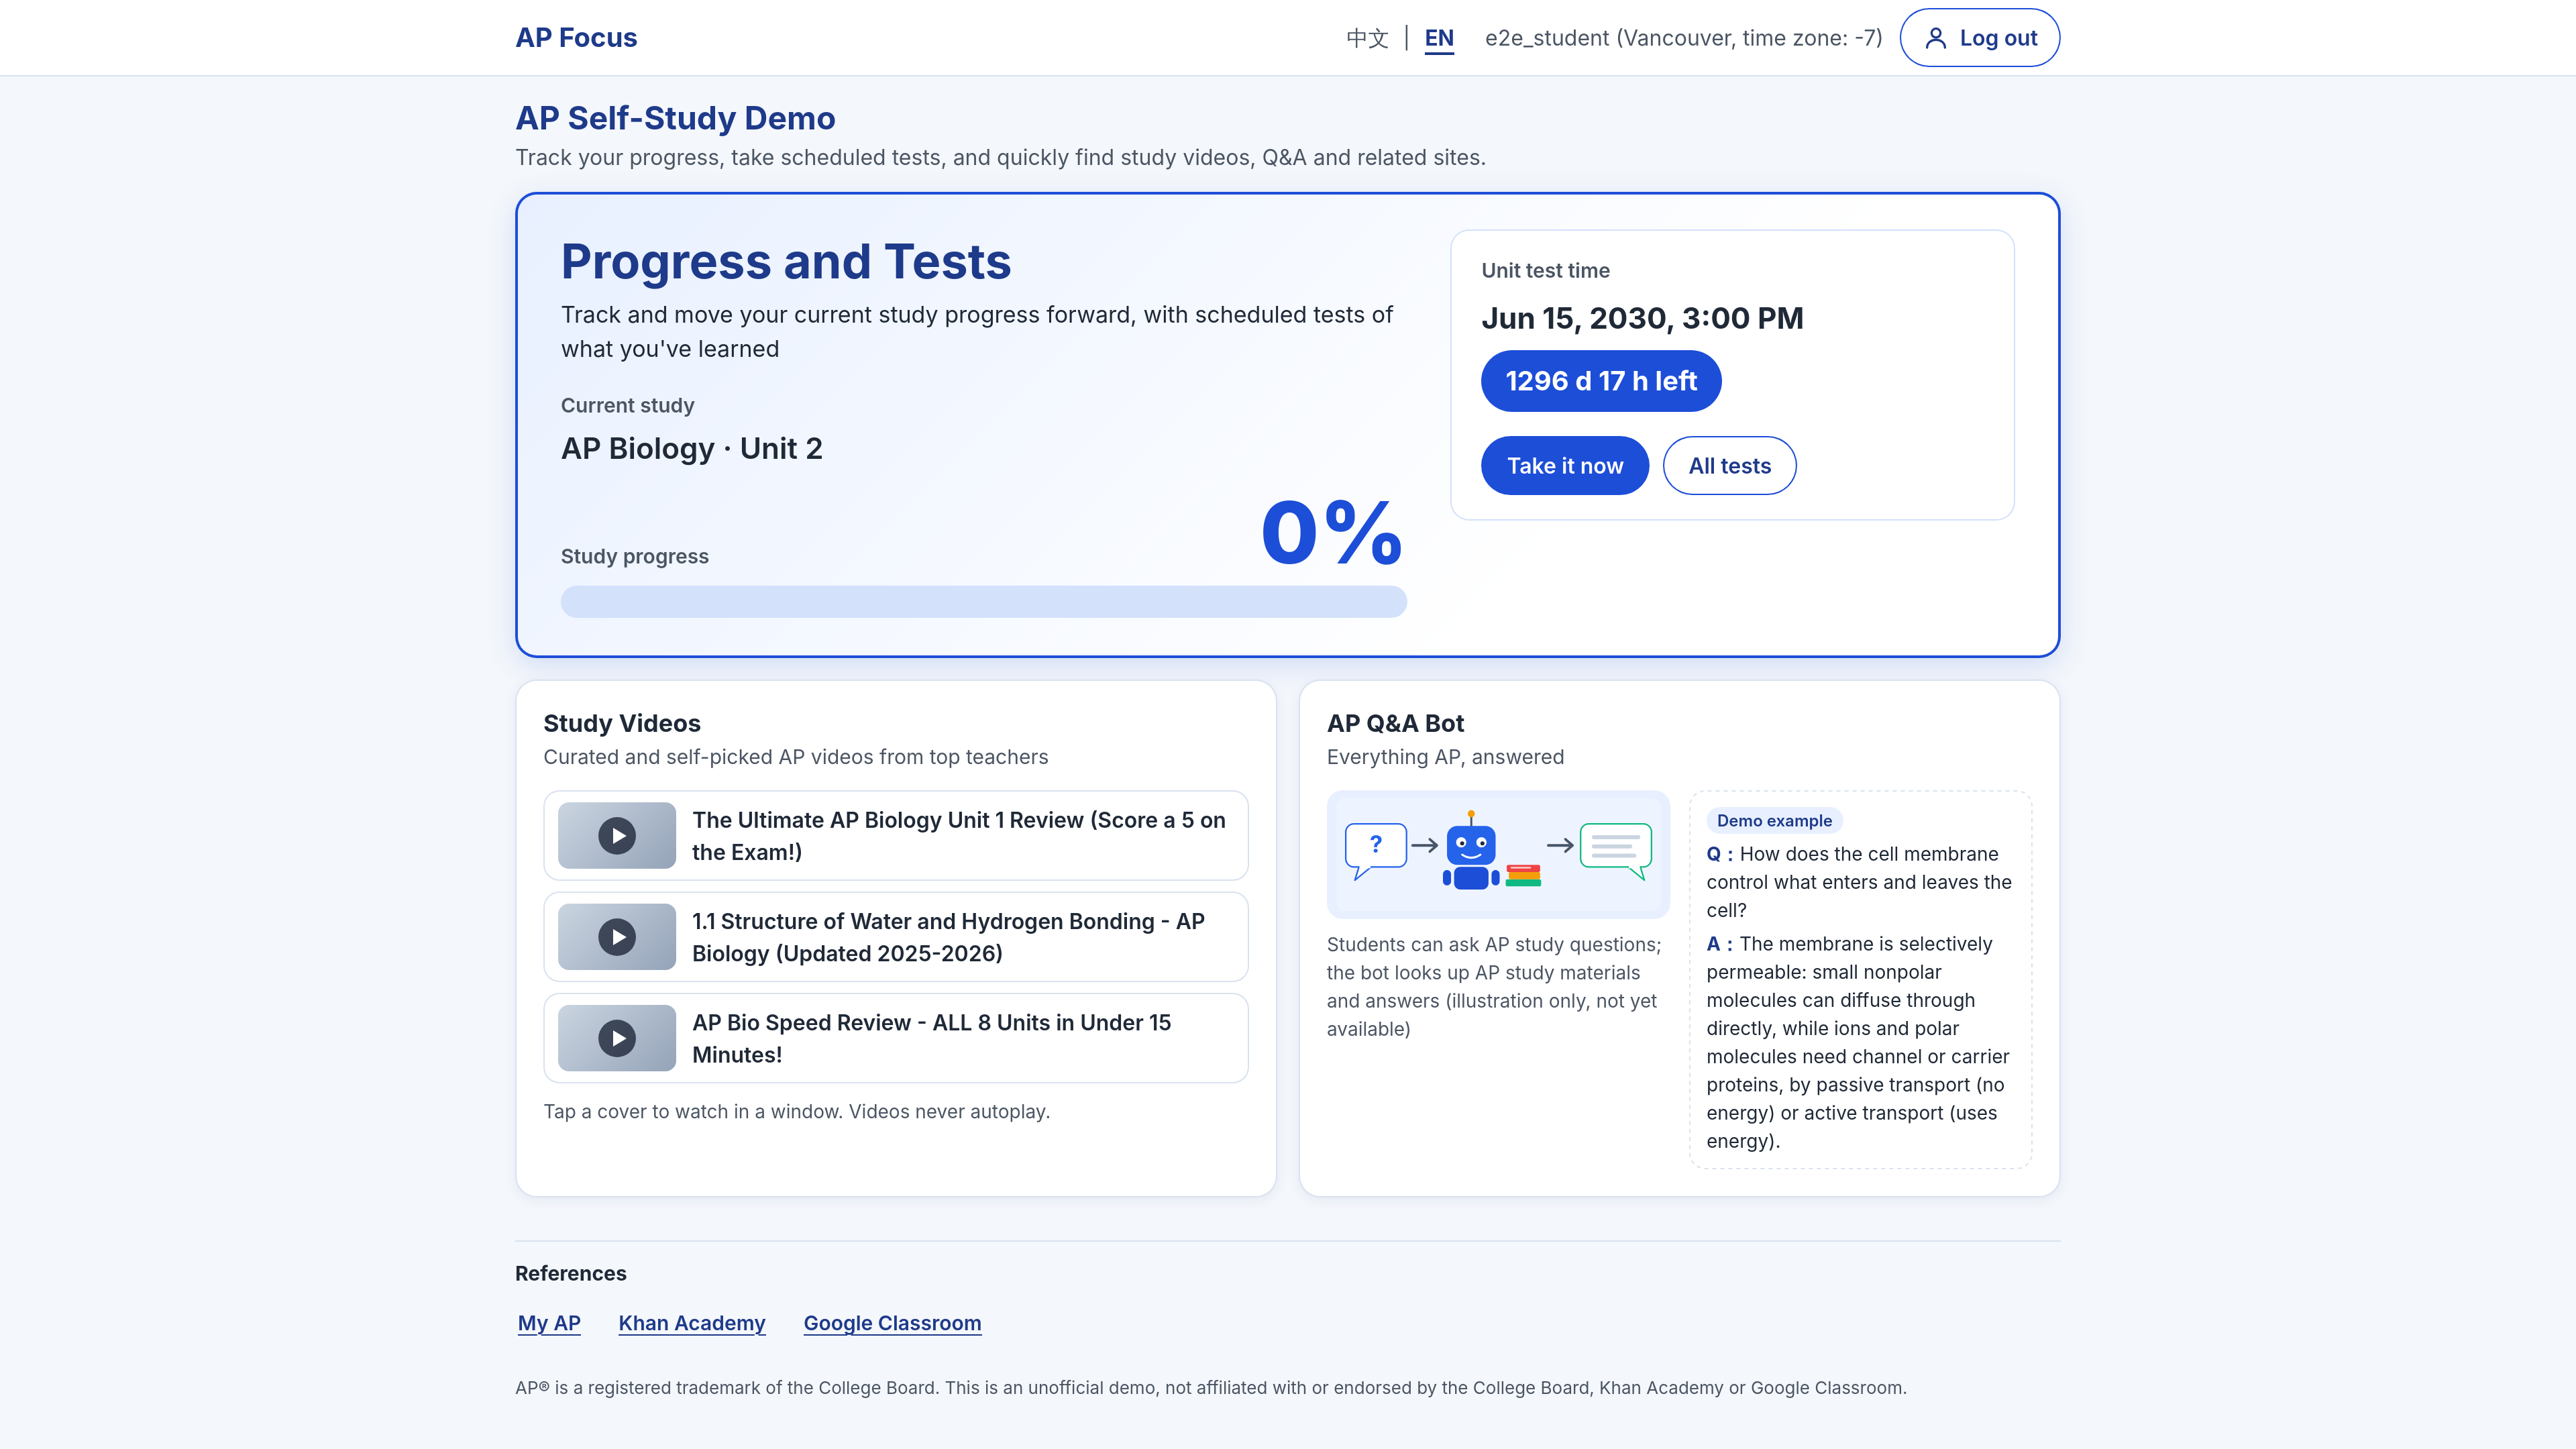 AP Focus
中文 | EN
e2e_student (Vancouver, time zone: -7)
Log out
AP Self-Study Demo
Track your progress, take scheduled tests, and quickly find study videos, Q&A and related sites.
Progress and Tests
Track and move your current study progress forward, with scheduled tests of
what you've learned
Current study
AP Biology · Unit 2
Study progress
0%
Unit test time
Jun 15, 2030, 3:00 PM
1296 d 17 h left
Take it now
All tests
Study Videos
Curated and self-picked AP videos from top teachers
The Ultimate AP Biology Unit 1 Review (Score a 5 on
the Exam!)
1.1 Structure of Water and Hydrogen Bonding - AP
Biology (Updated 2025-2026)
AP Bio Speed Review - ALL 8 Units in Under 15
Minutes!
Tap a cover to watch in a window. Videos never autoplay.
AP Q&A Bot
Everything AP, answered
?
Students can ask AP study questions;
the bot looks up AP study materials
and answers (illustration only, not yet
available)
Demo example
Q : How does the cell membrane
control what enters and leaves the
cell?
A : The membrane is selectively
permeable: small nonpolar
molecules can diffuse through
directly, while ions and polar
molecules need channel or carrier
proteins, by passive transport (no
energy) or active transport (uses
energy).
References
My AP
Khan Academy
Google Classroom
AP® is a registered trademark of the College Board. This is an unofficial demo, not affiliated with or endorsed by the College Board, Khan Academy or Google Classroom.